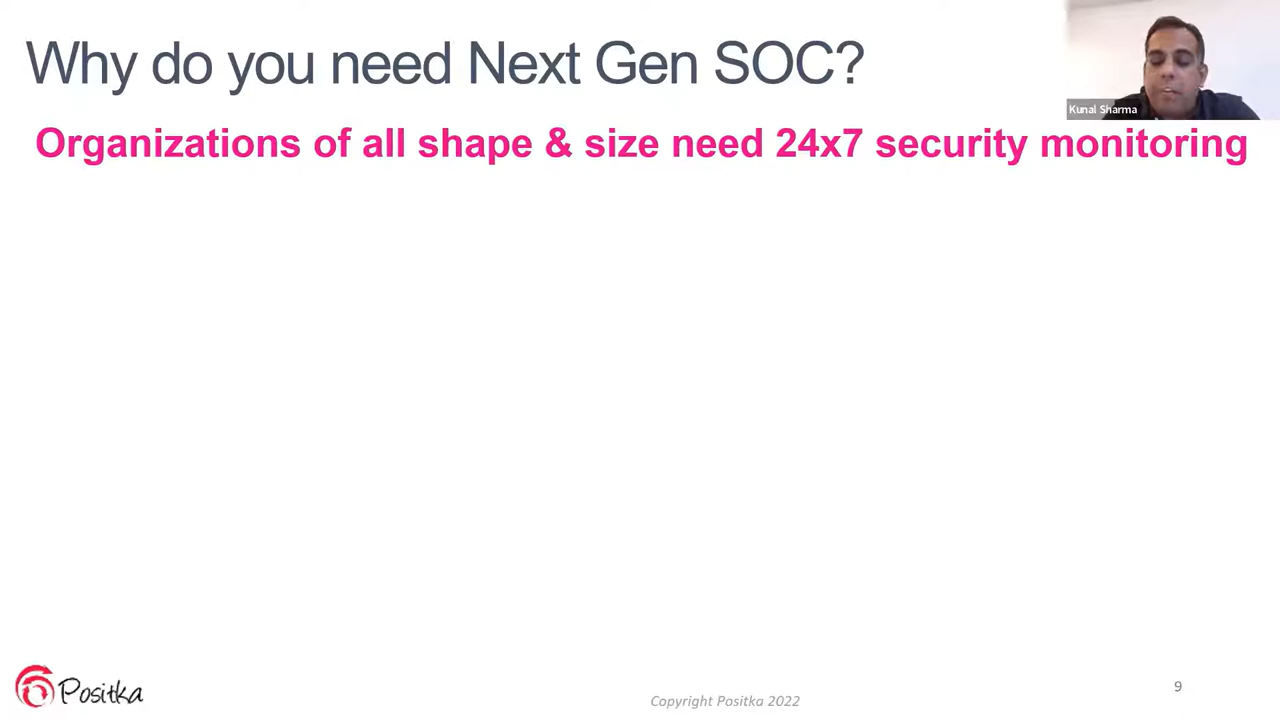 Why do you need Next Gen SOC?
Kunal Sharma
Organizations of all shape & size need 24x7 security monitoring
Positka
Copyright Positka 2022
9